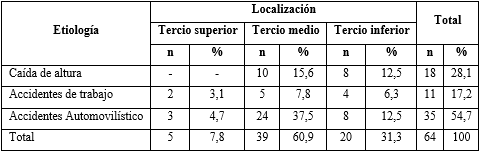 Etiología Localización Total
Tercio superior Tercio medio Tercio inferior
n % n % n % n %
Caída de altura - - 10 15,6 8 12,5 18 28,1
Accidentes de trabajo 2 3,1 5 7,8 4 6,3 11 17,2
Accidentes Automovilístico 3 4,7 24 37,5 8 12,5 35 54,7
Total 5 7,8 39 60,9 20 31,3 64 100